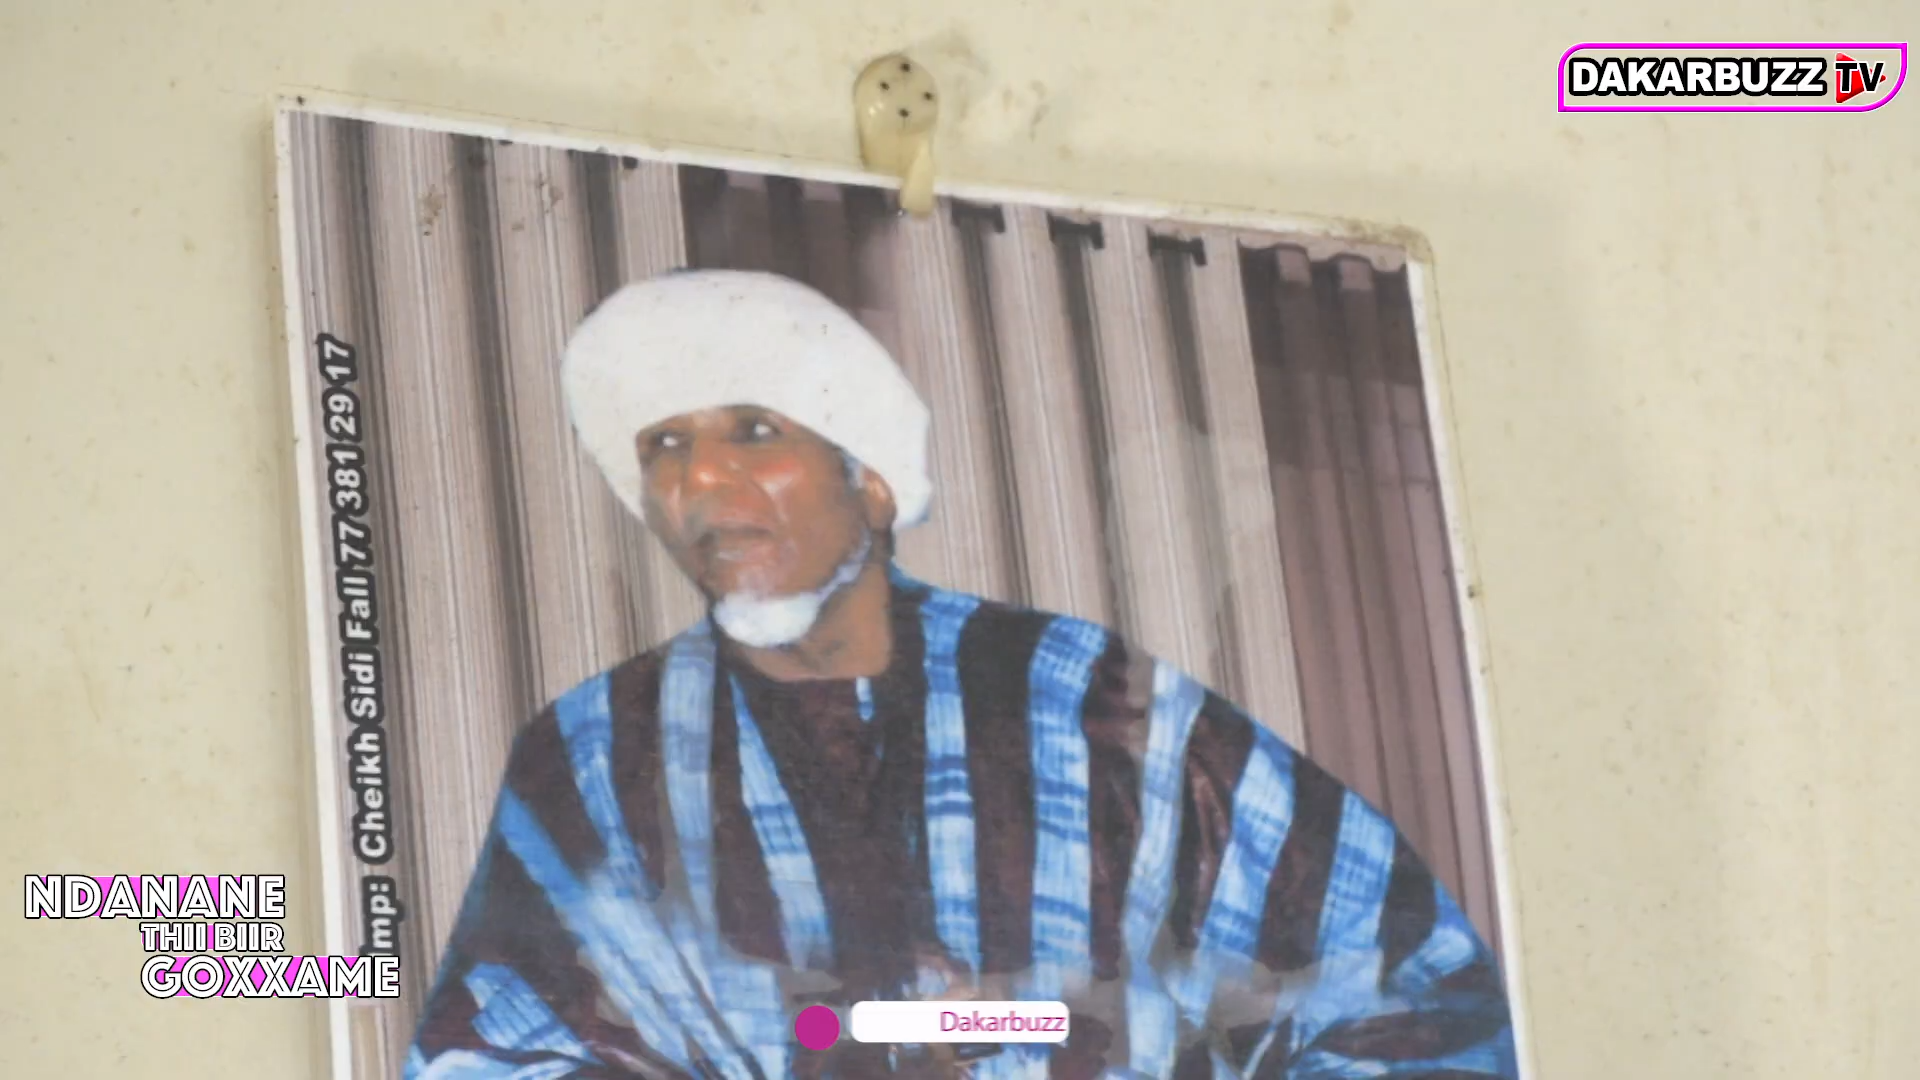 DAKARBUZZ TV
Imp: Cheikh Sidi Fall 77 381 29 17
NDANANE
THII BIIR
GOXXAME
Dakarbuzz